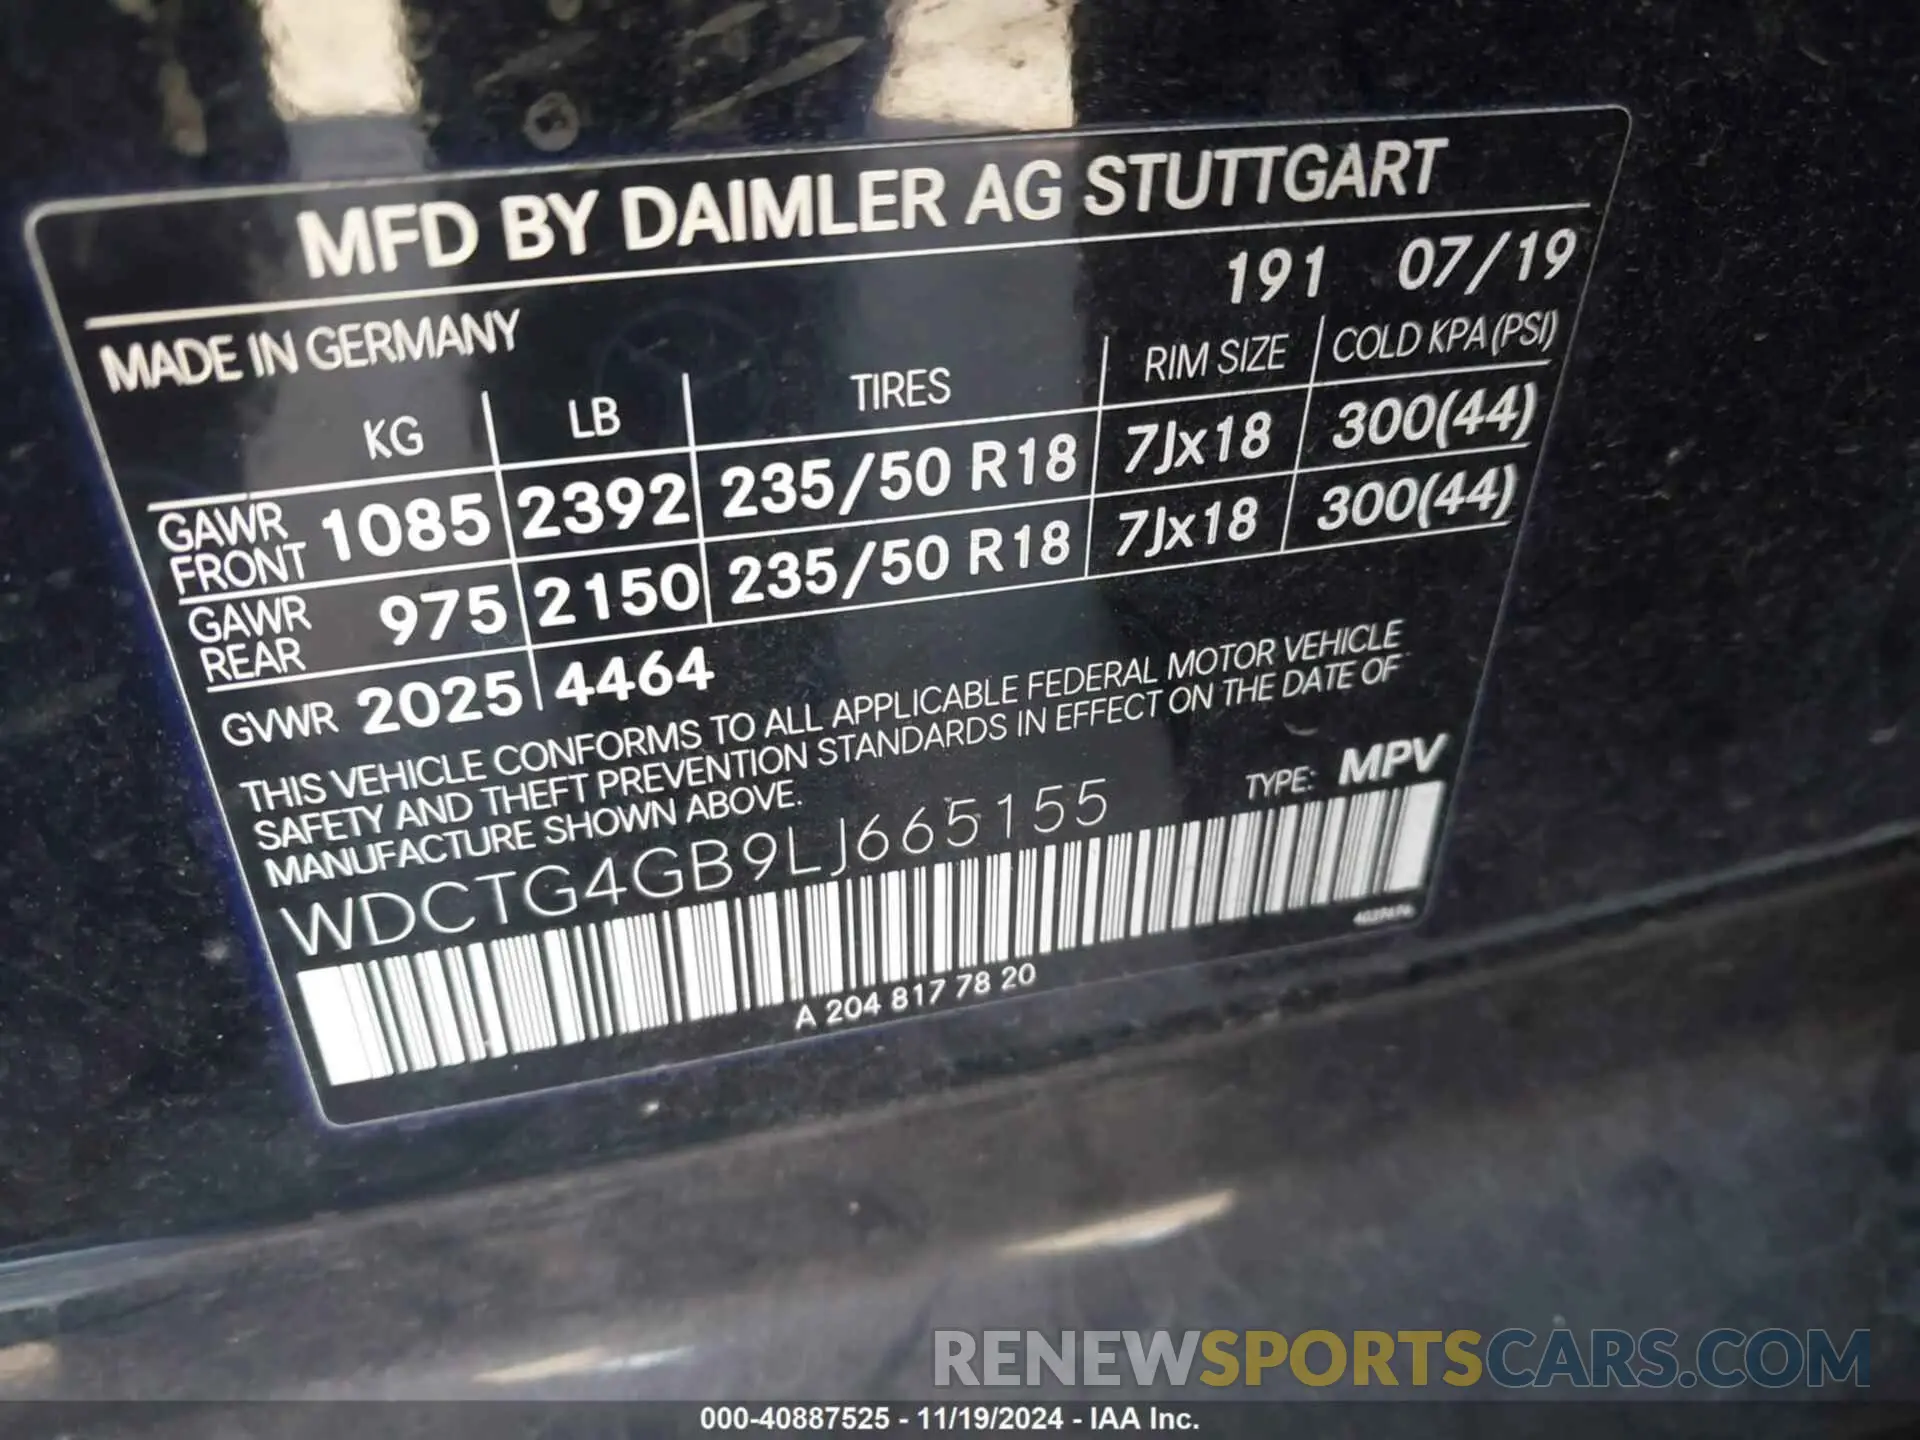 MFD BY DAIMLER AG STUTTGART
191 07/19
MADE IN GERMANY
KG LB TIRES RIM SIZE COLD KPA (PSI)
GAWR FRONT 1085 2392 235/50 R18 7Jx18 300(44)
GAWR REAR 975 2150 235/50 R18 7Jx18 300(44)
GVWR 2025 4464
THIS VEHICLE CONFORMS TO ALL APPLICABLE FEDERAL MOTOR VEHICLE
SAFETY AND THEFT PREVENTION STANDARDS IN EFFECT ON THE DATE OF
MANUFACTURE SHOWN ABOVE.
TYPE: MPV
WDCTG4GB9LJ665155
A 204 817 78 20
RENEWSPORTSCARS.COM
000-40887525 - 11/19/2024 - IAA Inc.